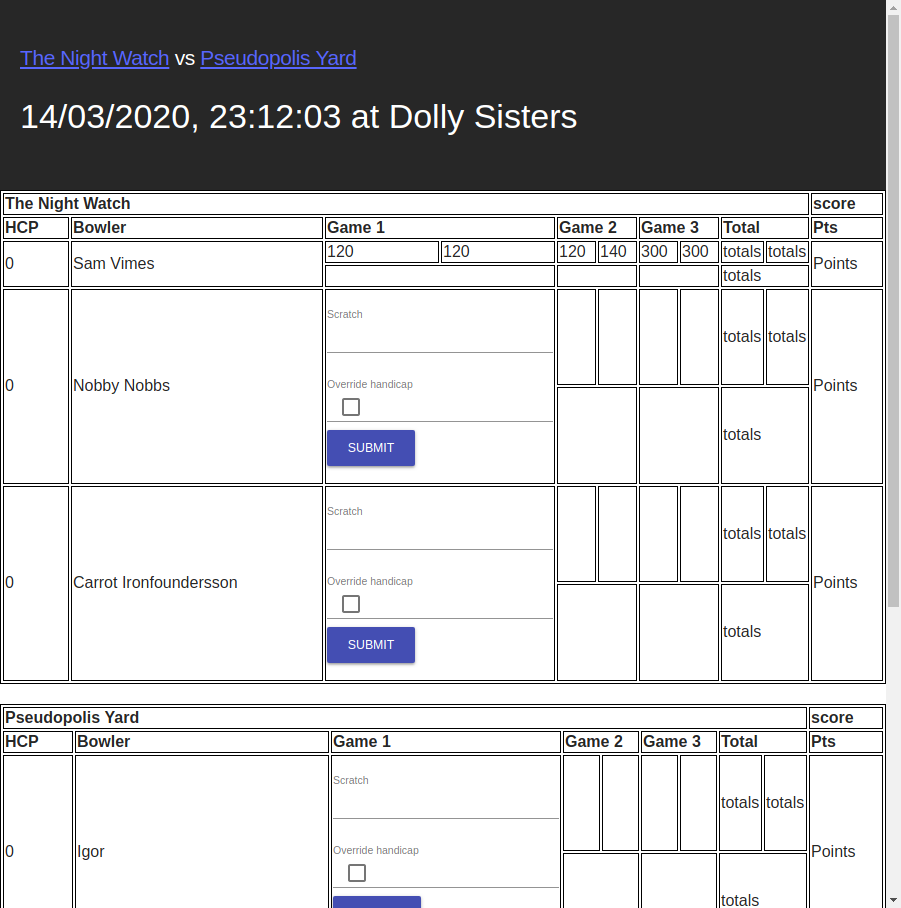 The Night Watch vs Pseudopolis Yard
14/03/2020, 23:12:03 at Dolly Sisters
The Night Watch score
HCP Bowler Game 1 Game 2 Game 3 Total Pts
0 Sam Vimes 120 120 120 140 300 300 totals totals Points
totals
Scratch
totals totals
Override handicap
0 Nobby Nobbs Points
totals
SUBMIT
Scratch
totals totals
Override handicap
0 Carrot Ironfoundersson Points
totals
SUBMIT
Pseudopolis Yard score
HCP Bowler Game 1 Game 2 Game 3 Total Pts
Scratch
totals totals
Override handicap
0 Igor Points
totals